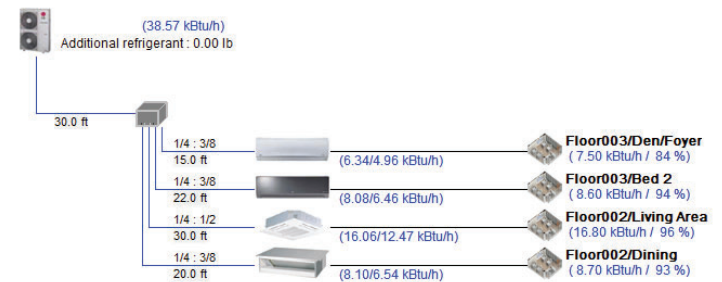 (38.57 kBtu/h)
Additional refrigerant : 0.00 lb
30.0 ft
1/4 : 3/8
15.0 ft
(6.34/4.96 kBtu/h)
Floor003/Den/Foyer
( 7.50 kBtu/h / 84 %)
1/4 : 3/8
22.0 ft
(8.08/6.46 kBtu/h)
Floor003/Bed 2
( 8.60 kBtu/h / 94 %)
1/4 : 1/2
30.0 ft
(16.06/12.47 kBtu/h)
Floor002/Living Area
(16.80 kBtu/h / 96 %)
1/4 : 3/8
20.0 ft
(8.10/6.54 kBtu/h)
Floor002/Dining
( 8.70 kBtu/h / 93 %)